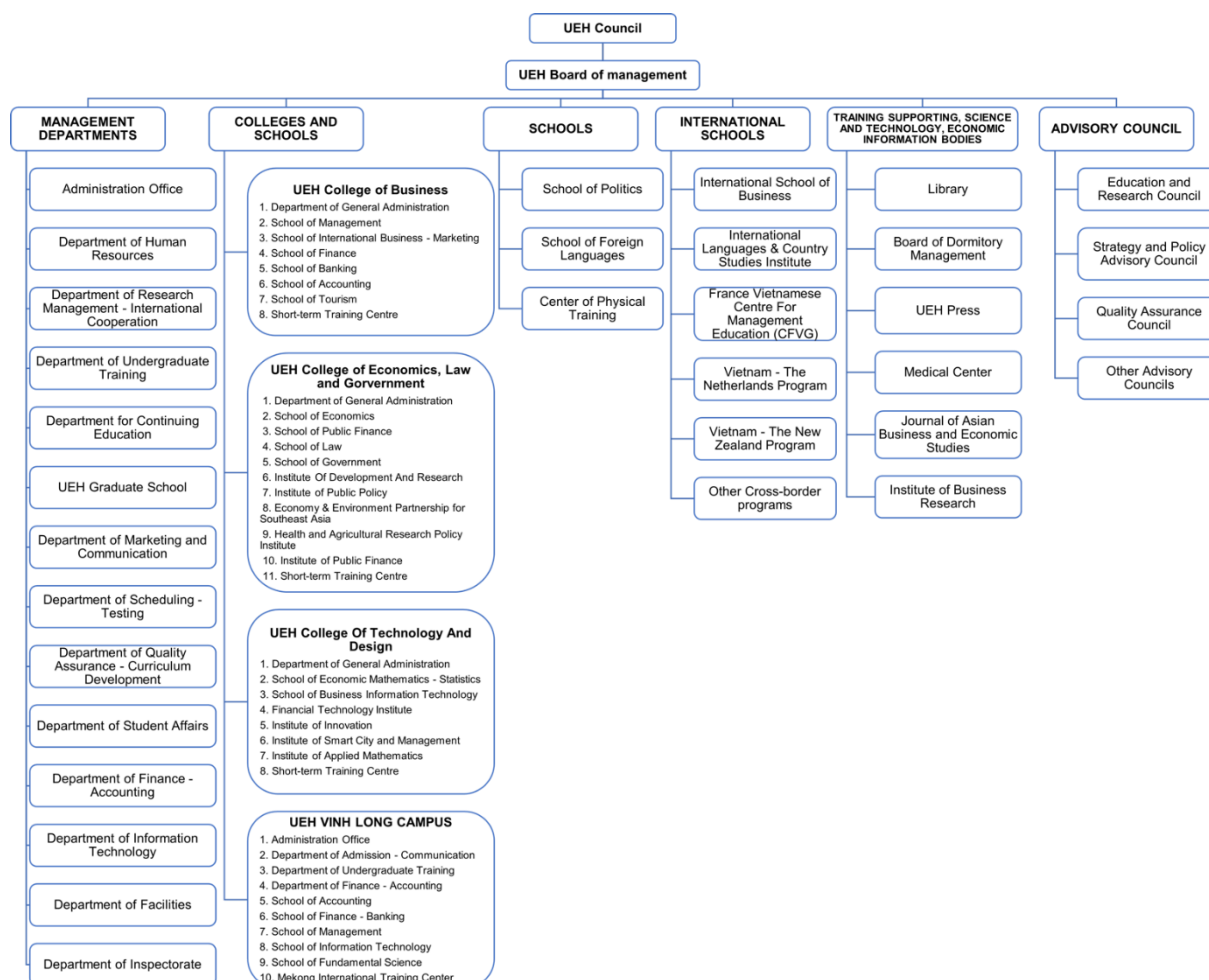 UEH Council
UEH Board of management
MANAGEMENT
DEPARTMENTS
Administration Office
Department of Human
Resources
Department of Research
Management - International
Cooperation
Department of Undergraduate
Training
Department for Continuing
Education
UEH Graduate School
Department of Marketing and
Communication
Department of Scheduling -
Testing
Department of Quality
Assurance - Curriculum
Development
Department of Student Affairs
Department of Finance -
Accounting
Department of Information
Technology
Department of Facilities
Department of Inspectorate
COLLEGES AND
SCHOOLS
UEH College of Business
1. Department of General Administration
2. School of Management
3. School of International Business - Marketing
4. School of Finance
5. School of Banking
6. School of Accounting
7. School of Tourism
8. Short-term Training Centre
UEH College of Economics, Law
and Gorvernment
1. Department of General Administration
2. School of Economics
3. School of Public Finance
4. School of Law
5. School of Government
6. Institute Of Development And Research
7. Institute of Public Policy
8. Economy & Environment Partnership for
Southeast Asia
9. Health and Agricultural Research Policy
Institute
10. Institute of Public Finance
11. Short-term Training Centre
UEH College Of Technology And
Design
1. Department of General Administration
2. School of Economic Mathematics - Statistics
3. School of Business Information Technology
4. Financial Technology Institute
5. Institute of Innovation
6. Institute of Smart City and Management
7. Institute of Applied Mathematics
8. Short-term Training Centre
UEH VINH LONG CAMPUS
1. Administration Office
2. Department of Admission - Communication
3. Department of Undergraduate Training
4. Department of Finance - Accounting
5. School of Accounting
6. School of Finance - Banking
7. School of Management
8. School of Information Technology
9. School of Fundamental Science
10. Mekong International Training Center
SCHOOLS
School of Politics
School of Foreign
Languages
Center of Physical
Training
INTERNATIONAL
SCHOOLS
International School of
Business
International
Languages & Country
Studies Institute
France Vietnamese
Centre For
Management
Education (CFVG)
Vietnam - The
Netherlands Program
Vietnam - The New
Zealand Program
Other Cross-border
programs
TRAINING SUPPORTING, SCIENCE
AND TECHNOLOGY, ECONOMIC
INFORMATION BODIES
Library
Board of Dormitory
Management
UEH Press
Medical Center
Journal of Asian
Business and Economic
Studies
Institute of Business
Research
ADVISORY COUNCIL
Education and
Research Council
Strategy and Policy
Advisory Council
Quality Assurance
Council
Other Advisory
Councils